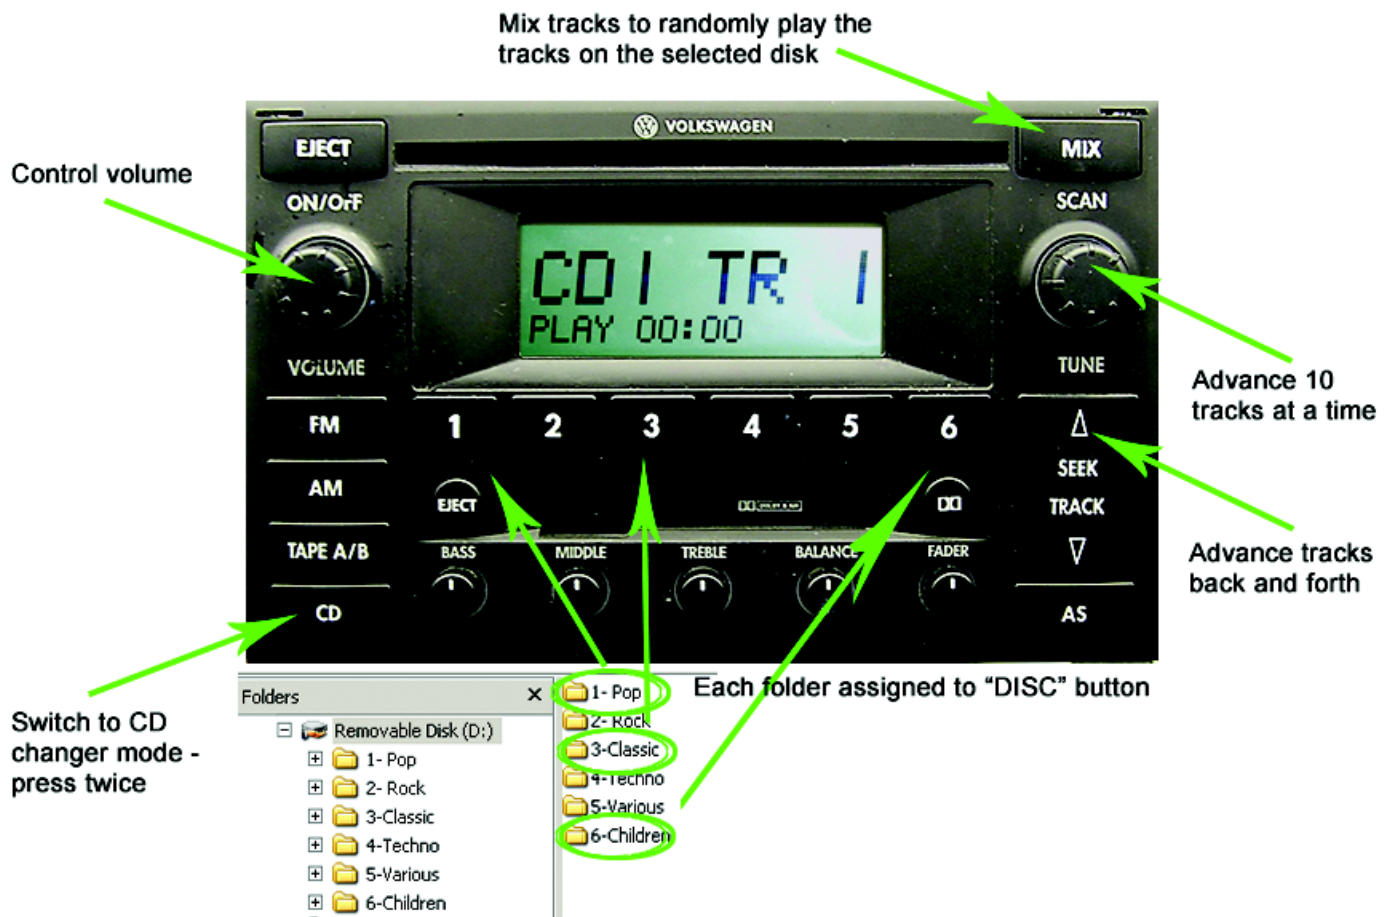 Mix tracks to randomly play the
tracks on the selected disk
VOLKSWAGEN
EJECT
MIX
Control volume
ON/OFF
SCAN
CD1 TR 1
PLAY 00:00
VOLUME
TUNE
Advance 10
tracks at a time
FM
1 2 3 4 5 6
AM
SEEK
EJECT
TRACK
TAPE A/B
BASS MIDDLE TREBLE BALANCE FADER
Advance tracks
back and forth
CD
AS
Switch to CD
changer mode -
press twice
Each folder assigned to “DISC” button
Folders
Removable Disk (D:)
1- Pop
2- Rock
3-Classic
4-Techno
5-Various
6-Children
1- Pop
2- Rock
3-Classic
4-Techno
5-Various
6-Children